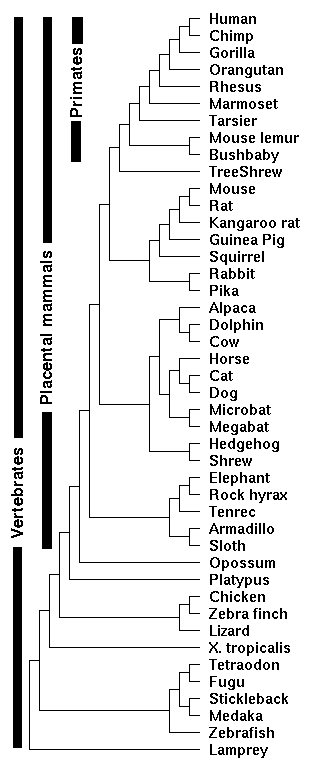 Vertebrates
Placental mammals
Primates
Human
Chimp
Gorilla
Orangutan
Rhesus
Marmoset
Tarsier
Mouse lemur
Bushbaby
TreeShrew
Mouse
Rat
Kangaroo rat
Guinea Pig
Squirrel
Rabbit
Pika
Alpaca
Dolphin
Cow
Horse
Cat
Dog
Microbat
Megabat
Hedgehog
Shrew
Elephant
Rock hyrax
Tenrec
Armadillo
Sloth
Opossum
Platypus
Chicken
Zebra finch
Lizard
X. tropicalis
Tetraodon
Fugu
Stickleback
Medaka
Zebrafish
Lamprey